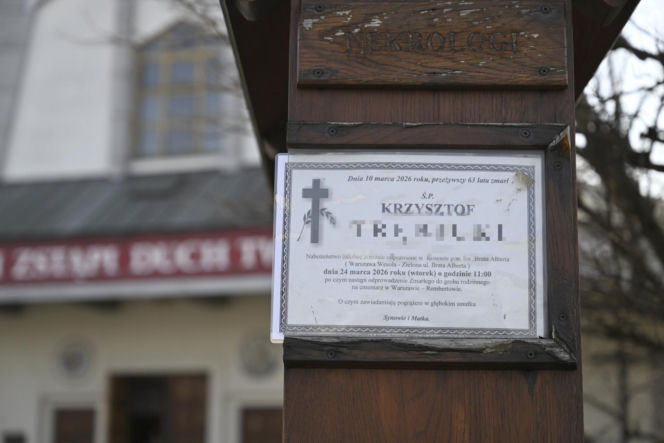 NEKROLOGI
Dnia 10 marca 2026 roku, przeżywszy 63 lata zmarł
Ś.P.
KRZYSZTOF
Nabożeństwo żałobne zostanie odprawione w kościele pw. św. Brata Alberta
( Warszawa Wesoła - Zielona ul. Brata Alberta )
dnia 24 marca 2026 roku (wtorek) o godzinie 11:00
po czym nastąpi odprowadzenie Zmarłego do grobu rodzinnego
na cmentarz w Warszawie – Rembertowie.
O czym zawiadamiają pogrążeni w głębokim smutku
Synowie i Matka.
ZSTĄPI DUCH